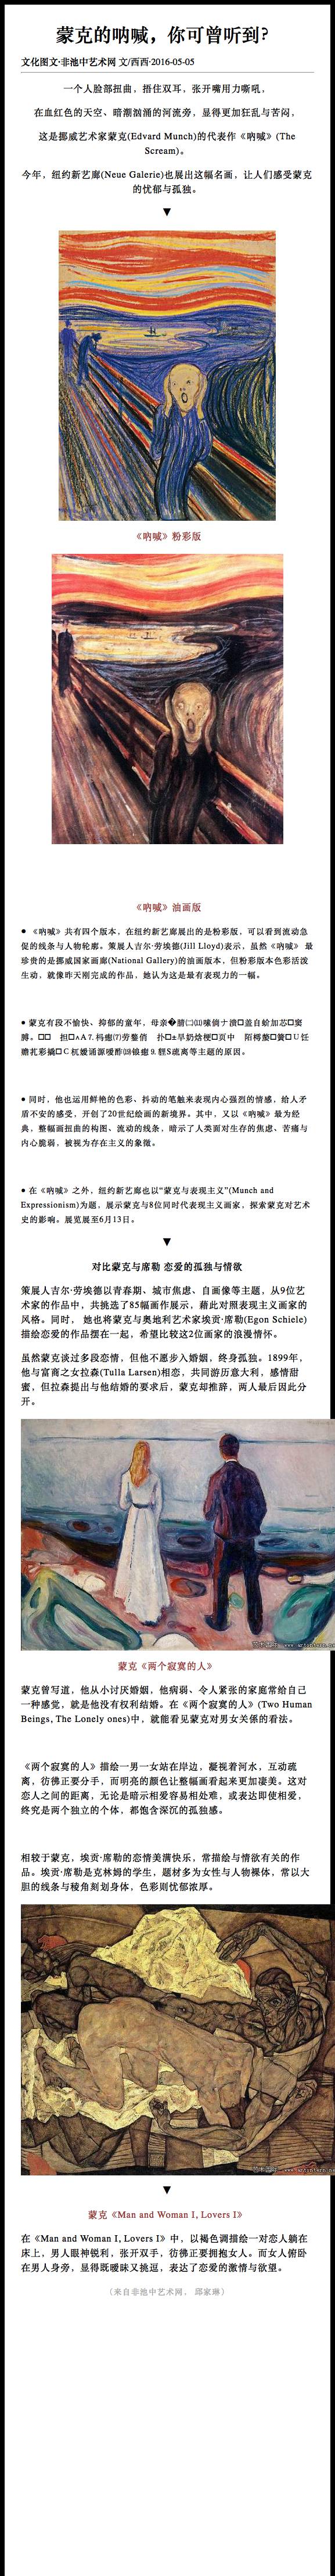 蒙克的呐喊，你可曾听到?
文化图文·非池中艺术网 文/西西·2016-05-05
一个人脸部扭曲，捂住双耳，张开嘴用力嘶吼，
在血红色的天空、暗潮汹涌的河流旁，显得更加狂乱与苦闷，
这是挪威艺术家蒙克(Edvard Munch)的代表作《呐喊》(The
Scream)。
今年，纽约新艺廊(Neue Galerie)也展出这幅名画，让人们感受蒙克
的忧郁与孤独。
▼
《呐喊》粉彩版
《呐喊》油画版
● 《呐喊》共有四个版本，在纽约新艺廊展出的是粉彩版，可以看到流动急
促的线条与人物轮廓。策展人吉尔·劳埃德(Jill Lloyd)表示，虽然《呐喊》 最
珍贵的是挪威国家画廊(National Gallery)的油画版本，但粉彩版本色彩活泼
生动，就像昨天刚完成的作品，她认为这是最有表现力的一幅。
● 蒙克有段不愉快、抑郁的童年，母亲
疏离等主题的原因。
● 同时，他也运用鲜艳的色彩、抖动的笔触来表现内心强烈的情感，给人矛
盾不安的感受，开创了20世纪绘画的新境界。其中，又以《呐喊》最为经
典，整幅画扭曲的构图、流动的线条，暗示了人类面对生存的焦虑、苦痛与
内心脆弱，被视为存在主义的象徵。
● 在《呐喊》之外，纽约新艺廊也以“蒙克与表现主义”(Munch and
Expressionism)为题，展示蒙克与8位同时代表现主义画家，探索蒙克对艺术
史的影响。展览展至6月13日。
▼
对比蒙克与席勒 恋爱的孤独与情欲
策展人吉尔·劳埃德以青春期、城市焦虑、自画像等主题，从9位艺
术家的作品中，共挑选了85幅画作展示，藉此对照表现主义画家的
风格。同时， 她也将蒙克与奥地利艺术家埃贡·席勒(Egon Schiele)
描绘恋爱的作品摆在一起，希望比较这2位画家的浪漫情怀。
虽然蒙克谈过多段恋情，但他不愿步入婚姻，终身孤独。1899年，
他与富商之女拉森(Tulla Larsen)相恋，共同游历意大利，感情甜
蜜，但拉森提出与他结婚的要求后，蒙克却推辞，两人最后因此分
开。
蒙克《两个寂寞的人》
蒙克曾写道，他从小讨厌婚姻，他病弱、令人紧张的家庭常给自己
一种感觉，就是他没有权利结婚。在《两个寂寞的人》(Two Human
Beings, The Lonely ones)中，就能看见蒙克对男女关係的看法。
《两个寂寞的人》描绘一男一女站在岸边，凝视着河水，互动疏
离，彷彿正要分手，而明亮的颜色让整幅画看起来更加凄美。这对
恋人之间的距离，无论是暗示相爱容易相处难，或表达即使相爱，
终究是两个独立的个体，都饱含深沉的孤独感。
相较于蒙克，埃贡·席勒的恋情美满快乐，常描绘与情欲有关的作
品。埃贡·席勒是克林姆的学生，题材多为女性与人物裸体，常以大
胆的线条与稜角刻划身体，色彩则忧郁浓厚。
▼
蒙克《Man and Woman I, Lovers I》
在《Man and Woman I, Lovers I》中，以褐色调描绘一对恋人躺在
床上，男人眼神锐利，张开双手，彷彿正要拥抱女人。而女人俯卧
在男人身旁，显得既暧昧又挑逗，表达了恋爱的激情与欲望。
（来自非池中艺术网， 邱家琳）